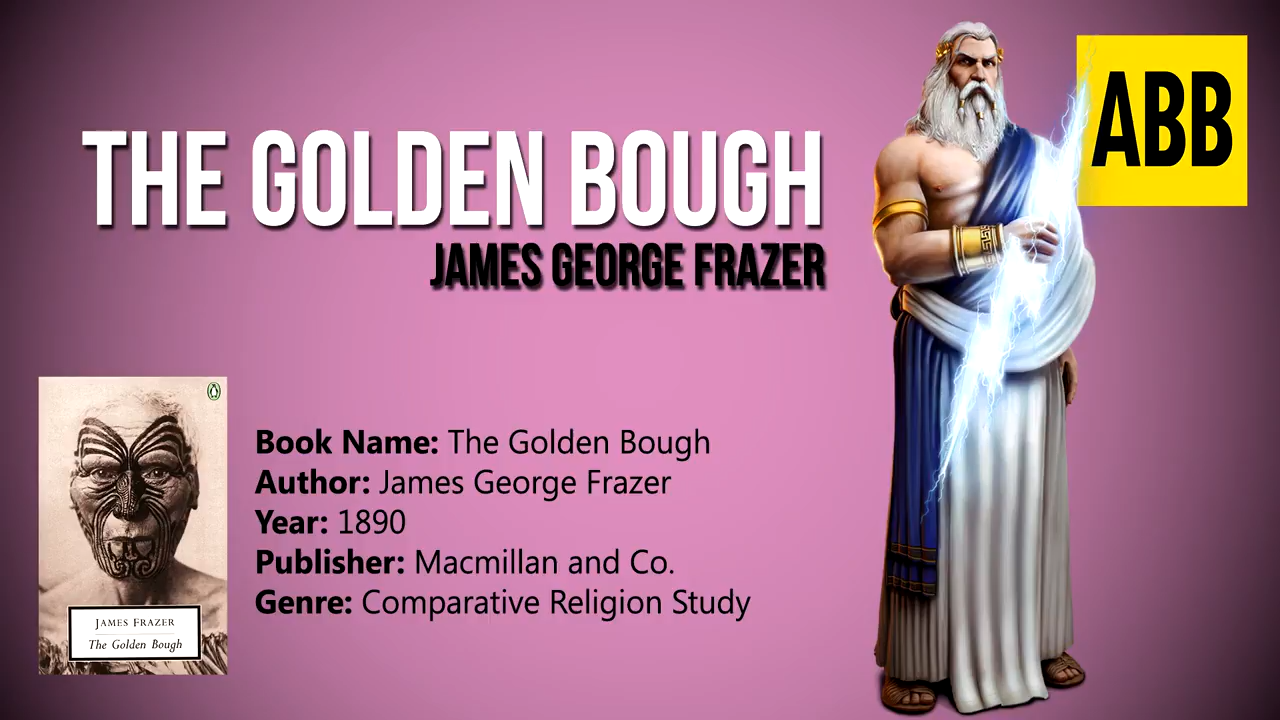 THE GOLDEN BOUGH
JAMES GEORGE FRAZER
ABB
Book Name: The Golden Bough
Author: James George Frazer
Year: 1890
Publisher: Macmillan and Co.
Genre: Comparative Religion Study
JAMES FRAZER
The Golden Bough